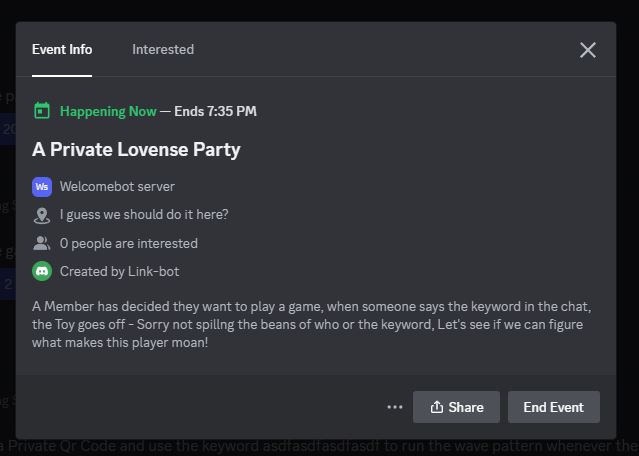 Event Info Interested
Happening Now — Ends 7:35 PM
A Private Lovense Party
Ws Welcomebot server
I guess we should do it here?
0 people are interested
Created by Link-bot
A Member has decided they want to play a game, when someone says the keyword in the chat,
the Toy goes off - Sorry not spillng the beans of who or the keyword, Let's see if we can figure
what makes this player moan!
Share End Event
a Private Qr Code and use the keyword asdfasdfasdfasdf to run the wave pattern whenever the